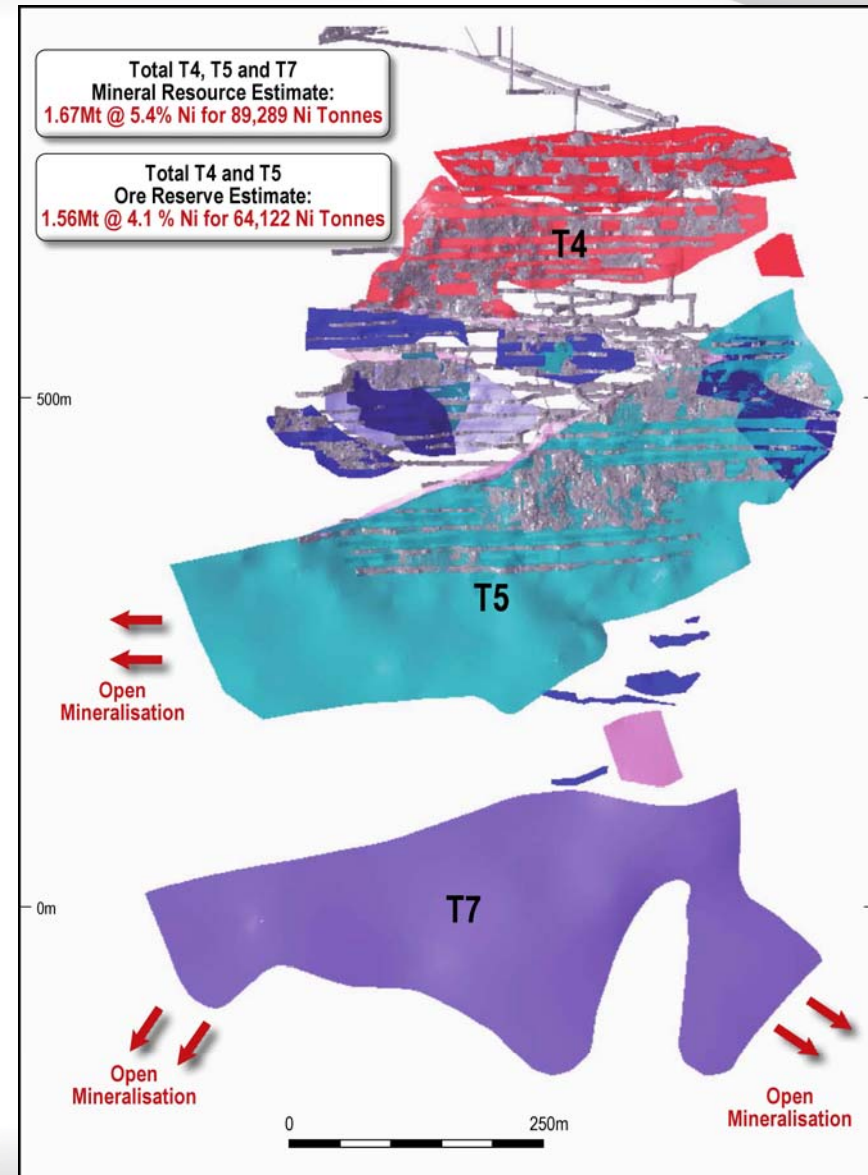 Total T4, T5 and T7
Mineral Resource Estimate:
1.67Mt @ 5.4% Ni for 89,289 Ni Tonnes
Total T4 and T5
Ore Reserve Estimate:
1.56Mt @ 4.1 % Ni for 64,122 Ni Tonnes
T4
500m
T5
Open
Mineralisation
T7
0m
Open
Mineralisation
Open
Mineralisation
0
250m